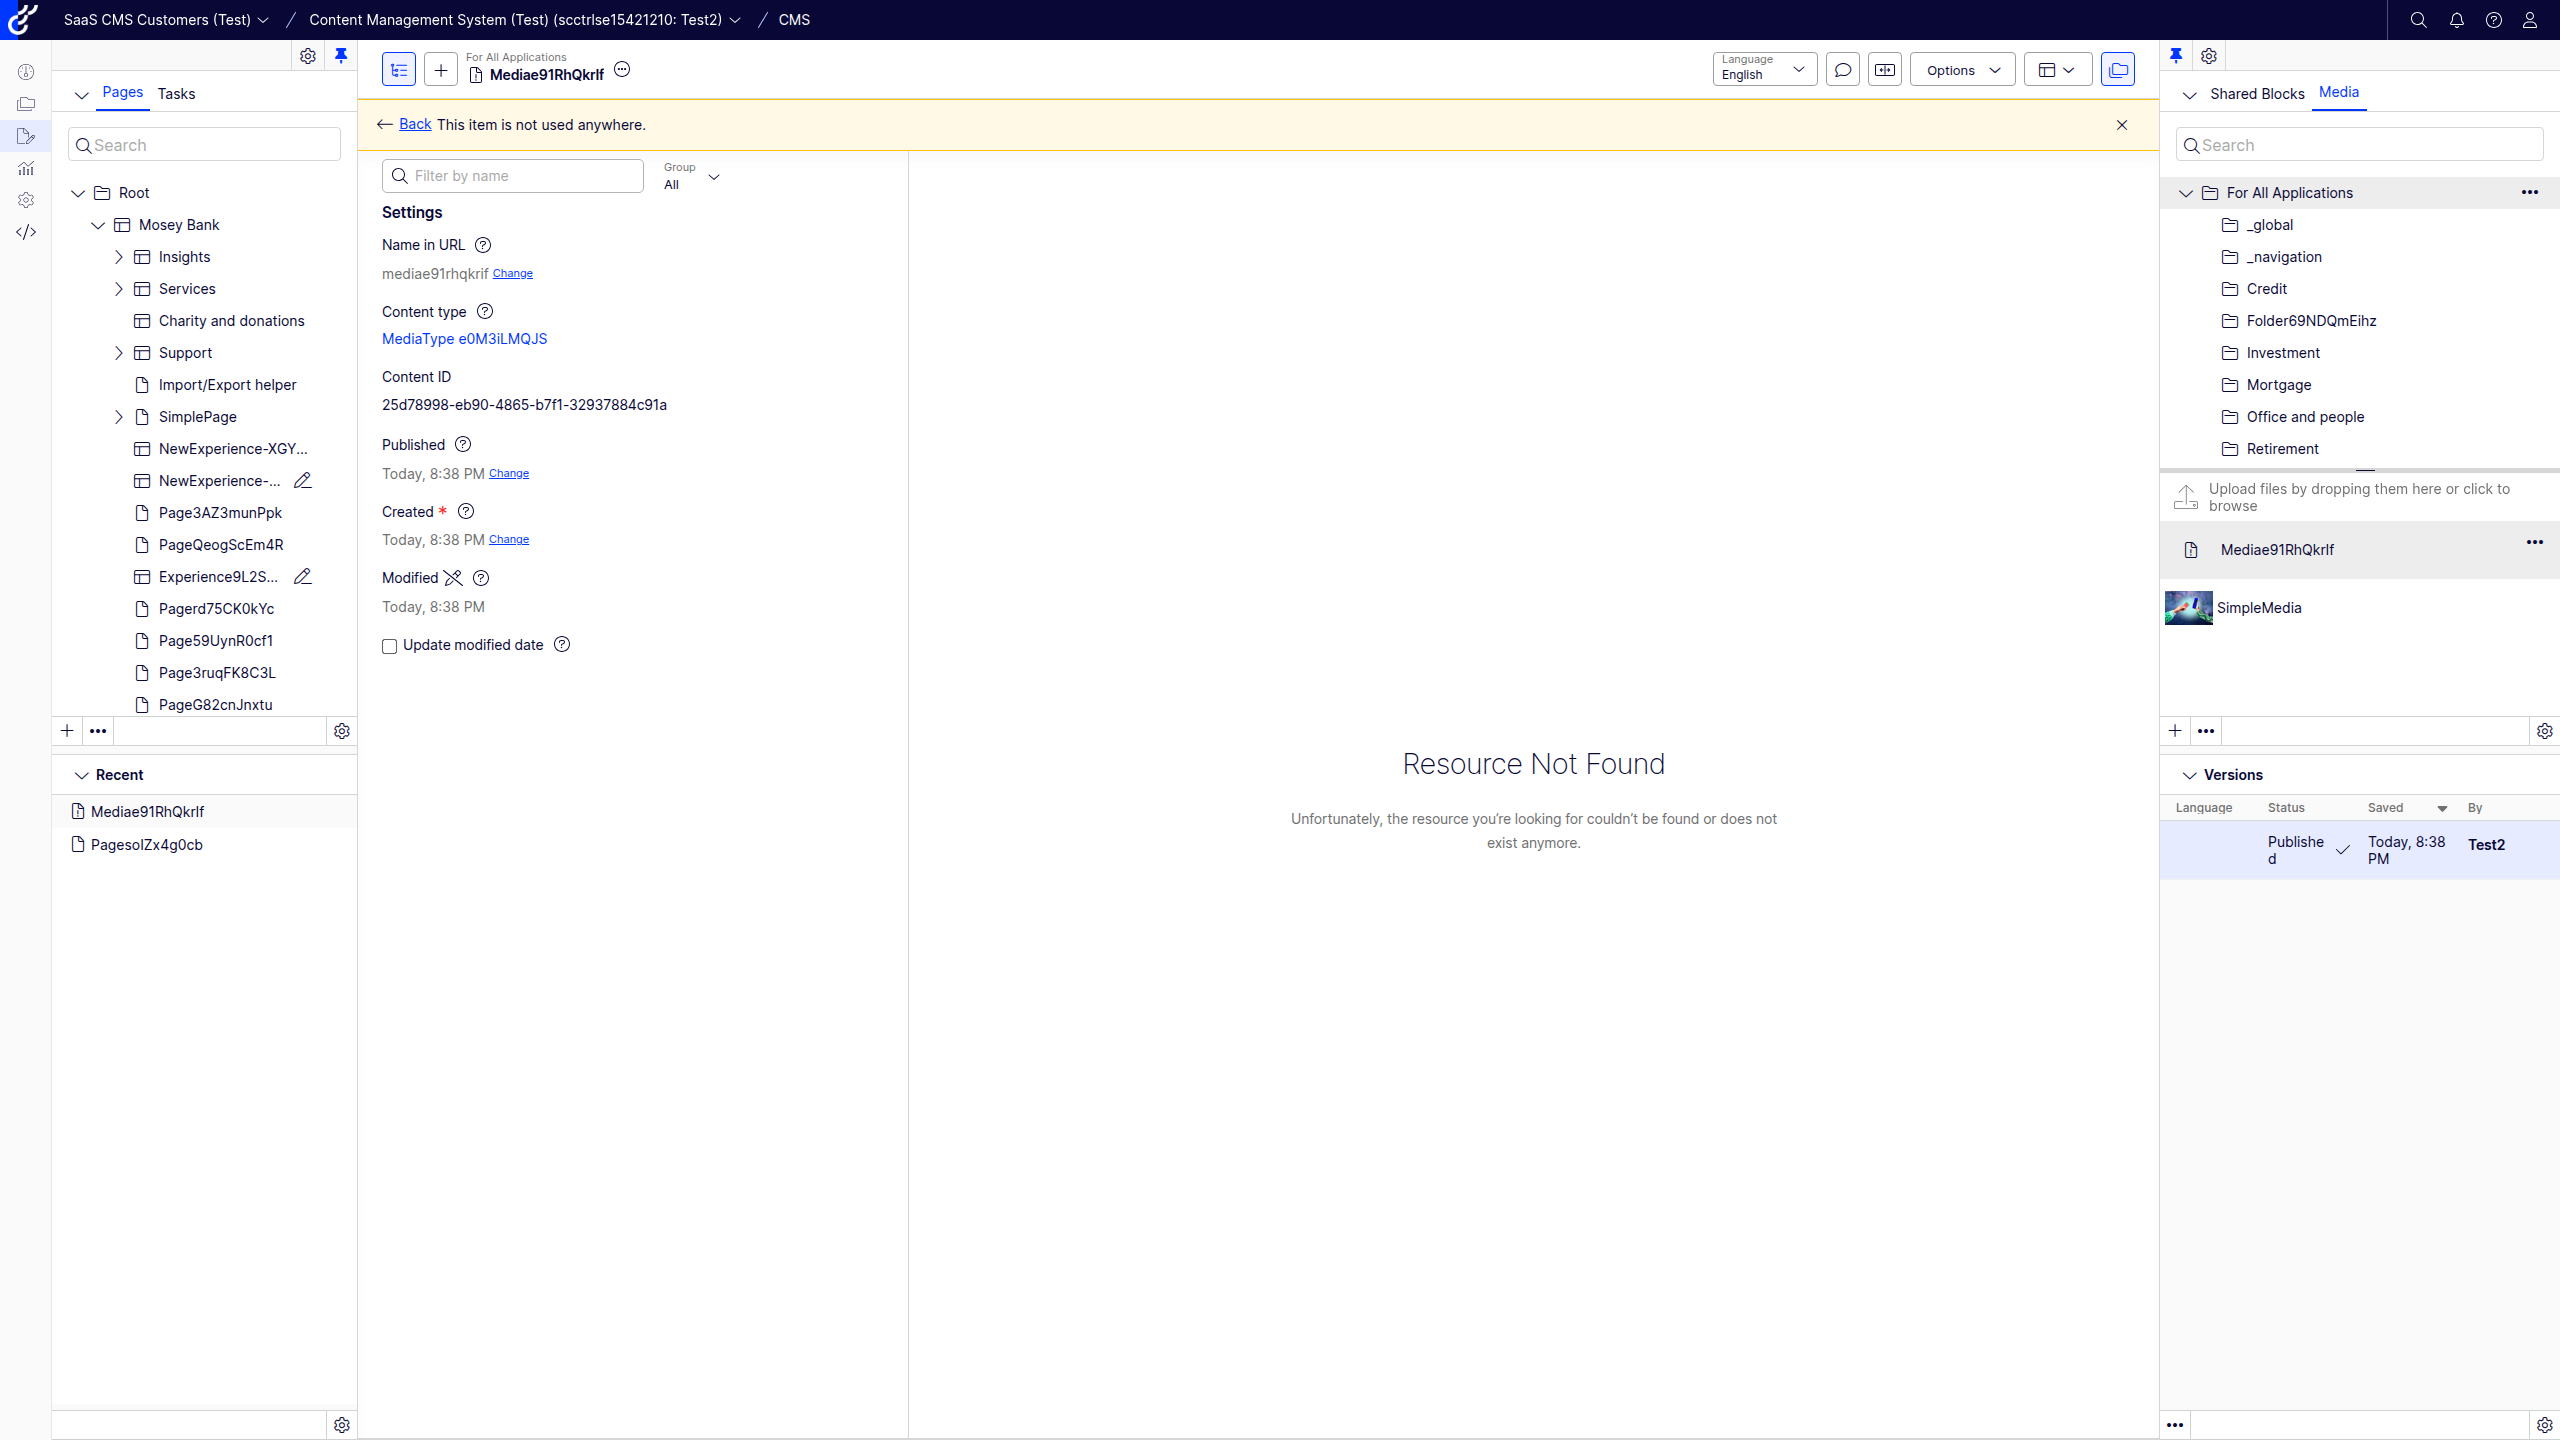 SaaS CMS Customers (Test)
Content Management System (Test) (scctrlse15421210: Test2)
CMS
Pages
Tasks
Search
Root
Mosey Bank
Insights
Services
Charity and donations
Support
Import/Export helper
SimplePage
NewExperience-XGY...
NewExperience-...
Page3AZ3munPpk
PageQeogScEm4R
Experience9L2S...
Pagerd75CK0kYc
Page59UynR0cf1
Page3ruqFK8C3L
PageG82cnJnxtu
Recent
Mediae91RhQkrIf
PagesolZx4g0cb
For All Applications
Mediae91RhQkrIf
Language
English
Options
Back This item is not used anywhere.
Filter by name
Group
All
Settings
Name in URL
mediae91rhqkrif Change
Content type
MediaType e0M3iLMQJS
Content ID
25d78998-eb90-4865-b7f1-32937884c91a
Published
Today, 8:38 PM Change
Created *
Today, 8:38 PM Change
Modified
Today, 8:38 PM
Update modified date
Resource Not Found
Unfortunately, the resource you’re looking for couldn’t be found or does not
exist anymore.
Shared Blocks
Media
Search
For All Applications
_global
_navigation
Credit
Folder69NDQmEihz
Investment
Mortgage
Office and people
Retirement
Upload files by dropping them here or click to
browse
Mediae91RhQkrIf
SimpleMedia
Versions
Language Status Saved By
Publishe
d
Today, 8:38
PM
Test2